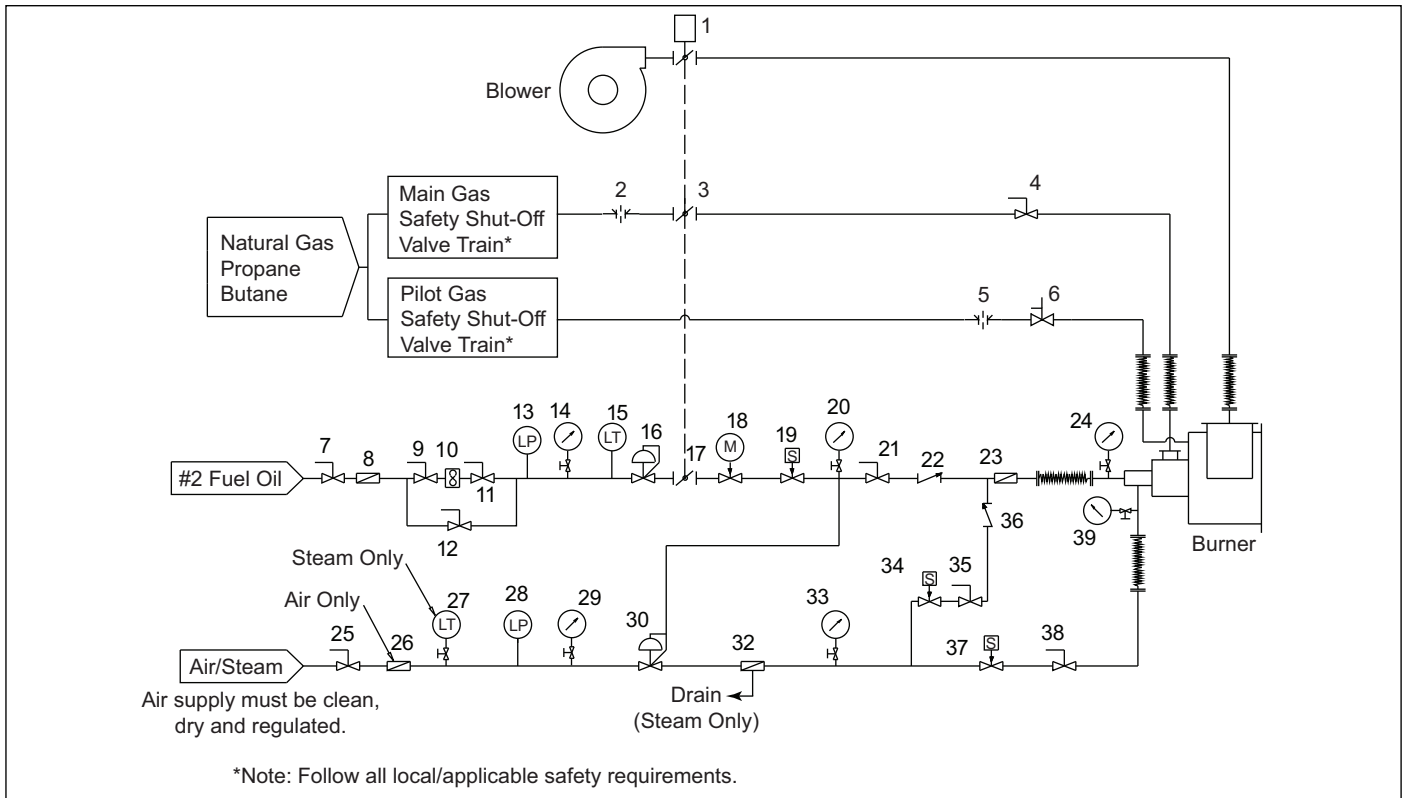 1
Blower
Main Gas
Safety Shut-Off
Valve Train*
2
3
4
Natural Gas
Propane
Butane
Pilot Gas
Safety Shut-Off
Valve Train*
5
6
#2 Fuel Oil
7
8
9
10
11
12
13
LP
14
15
LT
16
17
18
M
19
S
20
21
22
23
24
36
39
Burner
34
S
35
Steam Only
Air Only
27
LT
28
LP
29
30
32
33
37
S
38
25
26
Air/Steam
Air supply must be clean,
dry and regulated.
Drain
(Steam Only)
*Note: Follow all local/applicable safety requirements.